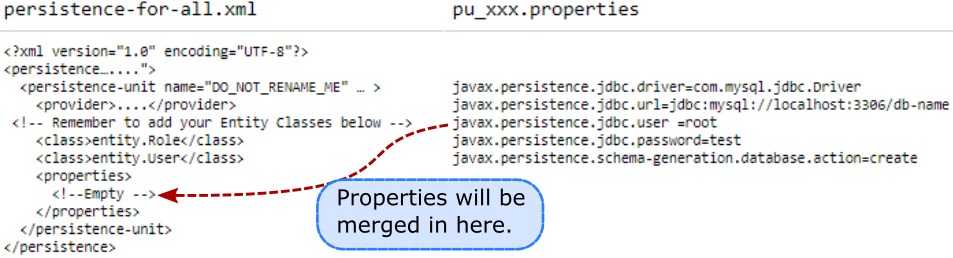 persistence-for-all.xml
<?xml version="1.0" encoding="UTF-8"?>
<persistence…....">
<persistence-unit name="DO_NOT_RENAME_ME" … >
<provider>....</provider>
<!-- Remember to add your Entity Classes below -->
<class>entity.Role</class>
<class>entity.User</class>
<properties>
<!--Empty -->
</properties>
</persistence-unit>
</persistence>
pu_xxx.properties
javax.persistence.jdbc.driver=com.mysql.jdbc.Driver
javax.persistence.jdbc.url=jdbc:mysql://localhost:3306/db-name
javax.persistence.jdbc.user =root
javax.persistence.jdbc.password=test
javax.persistence.schema-generation.database.action=create
Properties will be
merged in here.